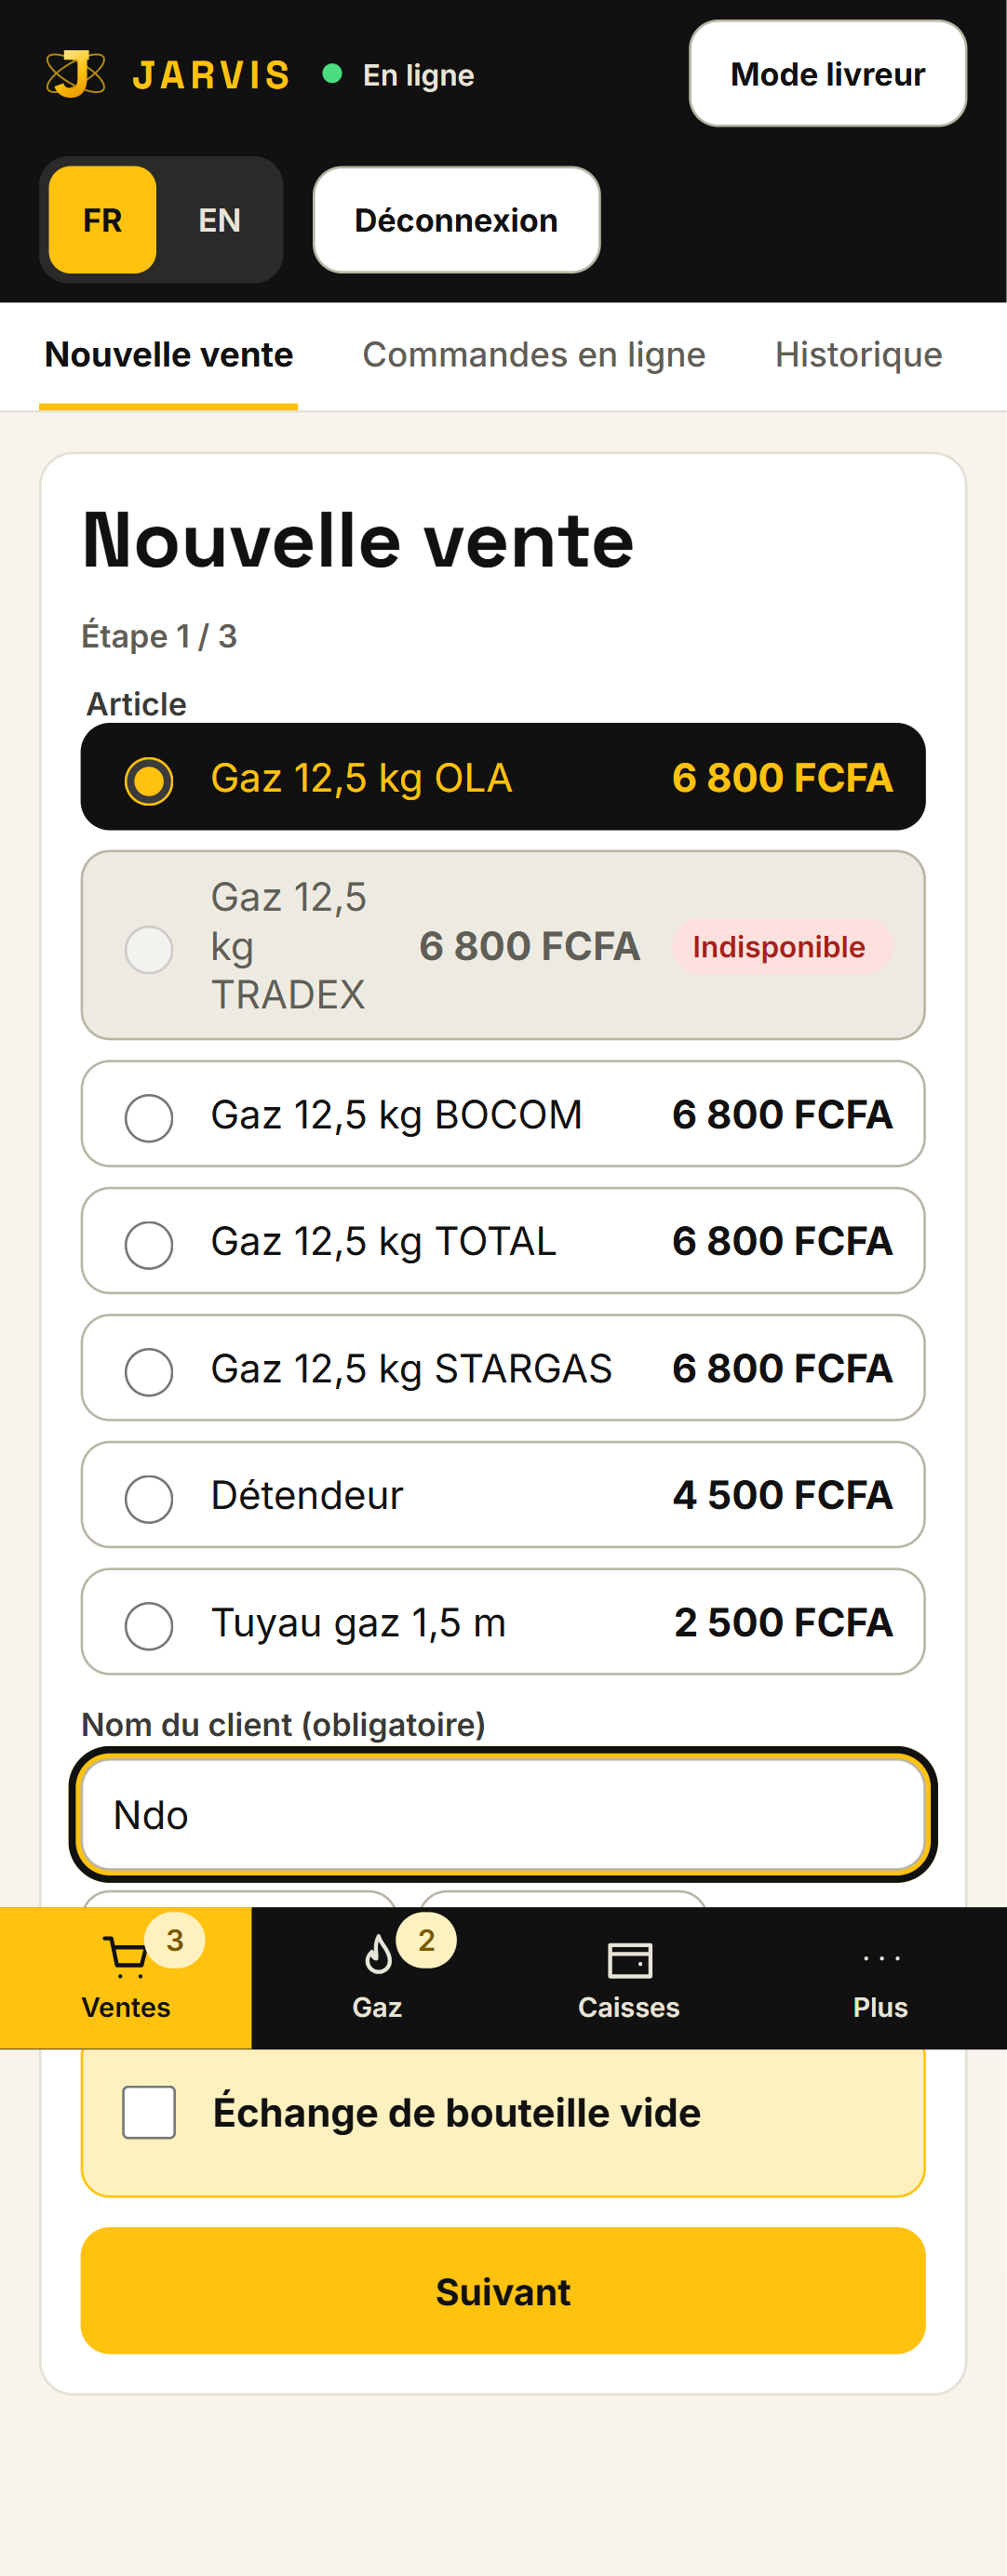 J JARVIS
En ligne
Mode livreur
FR
EN
Déconnexion
Nouvelle vente
Commandes en ligne
Historique
Nouvelle vente
Étape 1 / 3
Article
Gaz 12,5 kg OLA
6 800 FCFA
Gaz 12,5
kg
TRADEX
6 800 FCFA
Indisponible
Gaz 12,5 kg BOCOM
6 800 FCFA
Gaz 12,5 kg TOTAL
6 800 FCFA
Gaz 12,5 kg STARGAS
6 800 FCFA
Détendeur
4 500 FCFA
Tuyau gaz 1,5 m
2 500 FCFA
Nom du client (obligatoire)
Ndo
3
Ventes
2
Gaz
Caisses
Plus
Échange de bouteille vide
Suivant